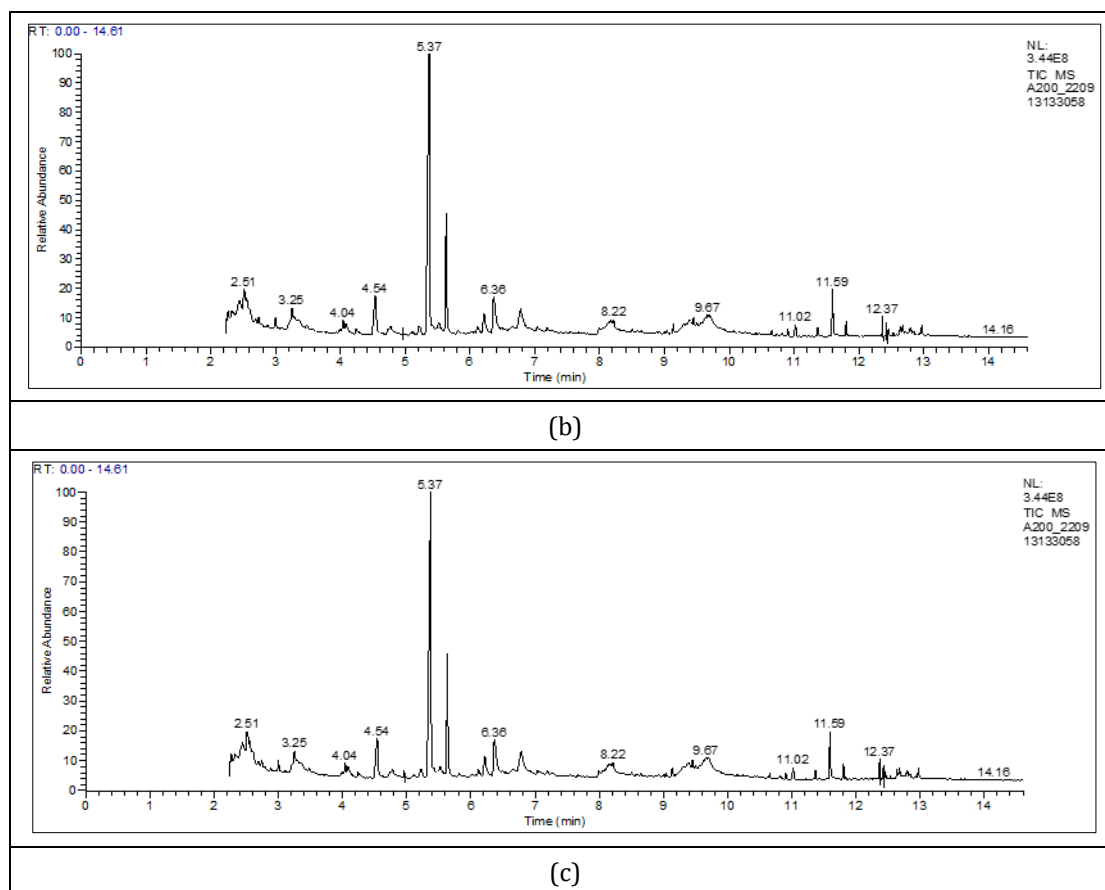 RT: 0.00 - 14.61
NL:
3.44E8
TIC MS
A200_2209
13133058
Relative Abundance
100
90
80
70
60
50
40
30
20
10
0
5.37
2.51
3.25
4.04
4.54
6.36
8.22
9.67
11.02
11.59
12.37
14.16
0 1 2 3 4 5 6 7 8 9 10 11 12 13 14
Time (min)
(b)
RT: 0.00 - 14.61
NL:
3.44E8
TIC MS
A200_2209
13133058
Relative Abundance
100
90
80
70
60
50
40
30
20
10
0
5.37
2.51
3.25
4.04
4.54
6.36
8.22
9.67
11.02
11.59
12.37
14.16
0 1 2 3 4 5 6 7 8 9 10 11 12 13 14
Time (min)
(c)